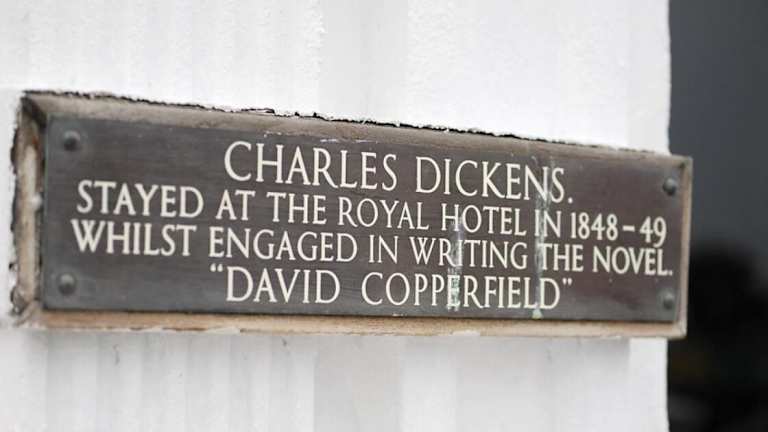 CHARLES DICKENS.
STAYED AT THE ROYAL HOTEL IN 1848-49
WHILST ENGAGED IN WRITING THE NOVEL.
"DAVID COPPERFIELD"